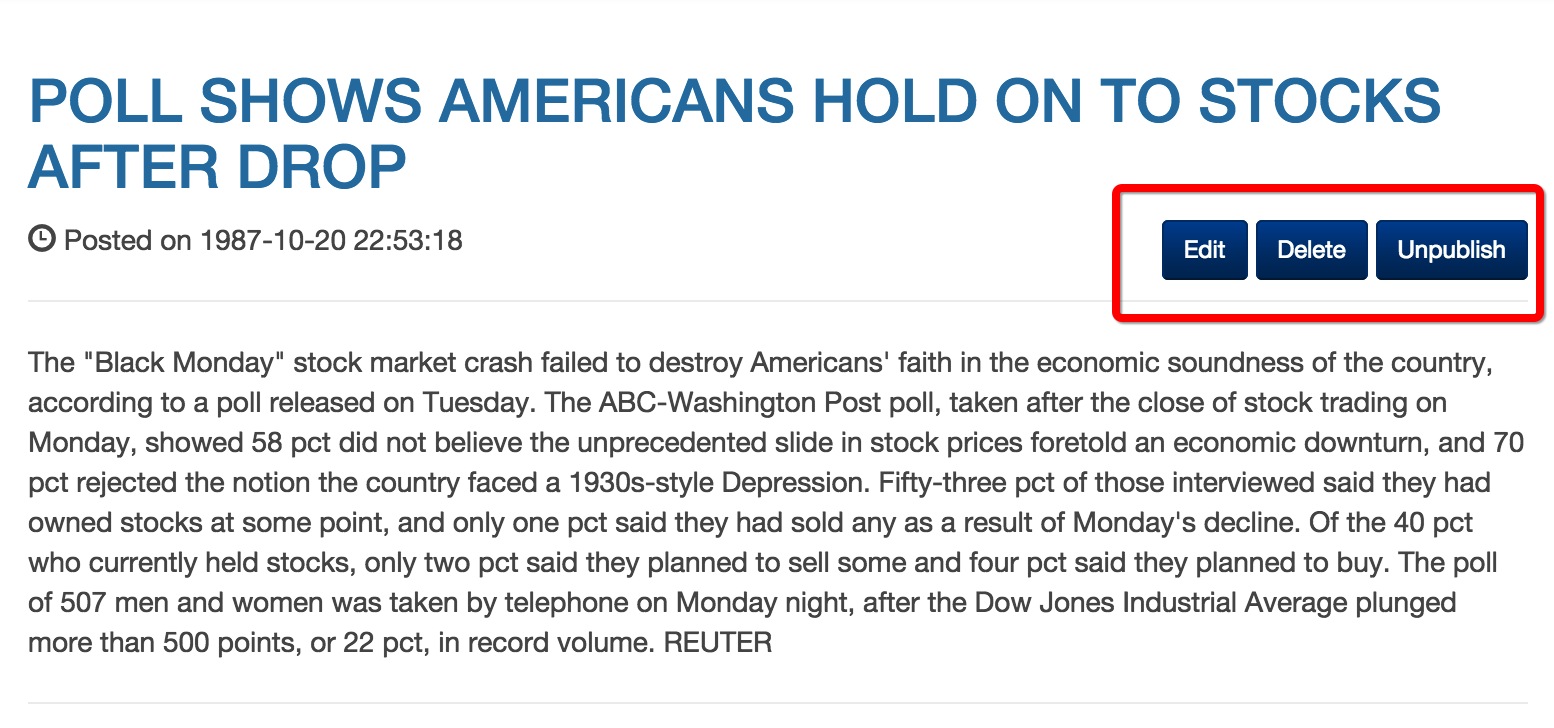 POLL SHOWS AMERICANS HOLD ON TO STOCKS
AFTER DROP
Posted on 1987-10-20 22:53:18
Edit Delete Unpublish
The "Black Monday" stock market crash failed to destroy Americans' faith in the economic soundness of the country,
according to a poll released on Tuesday. The ABC-Washington Post poll, taken after the close of stock trading on
Monday, showed 58 pct did not believe the unprecedented slide in stock prices foretold an economic downturn, and 70
pct rejected the notion the country faced a 1930s-style Depression. Fifty-three pct of those interviewed said they had
owned stocks at some point, and only one pct said they had sold any as a result of Monday's decline. Of the 40 pct
who currently held stocks, only two pct said they planned to sell some and four pct said they planned to buy. The poll
of 507 men and women was taken by telephone on Monday night, after the Dow Jones Industrial Average plunged
more than 500 points, or 22 pct, in record volume. REUTER